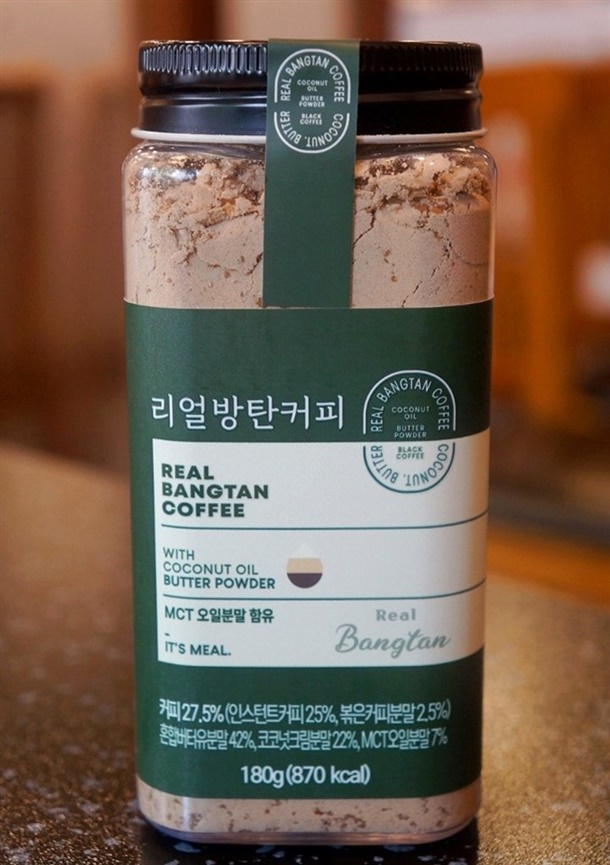 REAL BANGTAN COFFEE
COCONUT OIL
BUTTER POWDER
BLACK COFFEE
COCONUT. BUTTER
리얼방탄커피
REAL BANGTAN COFFEE
COCONUT OIL
BUTTER POWDER
BLACK COFFEE
COCONUT. BUTTER
REAL
BANGTAN
COFFEE
WITH
COCONUT OIL
BUTTER POWDER
MCT 오일분말 함유
-
IT'S MEAL.
Real
Bangtan
커피 27.5% (인스턴트커피 25%, 볶은커피분말 2.5%)
혼합버터유분말 42%, 코코넛크림분말 22%, MCT오일분말 7%
180g (870 kcal)